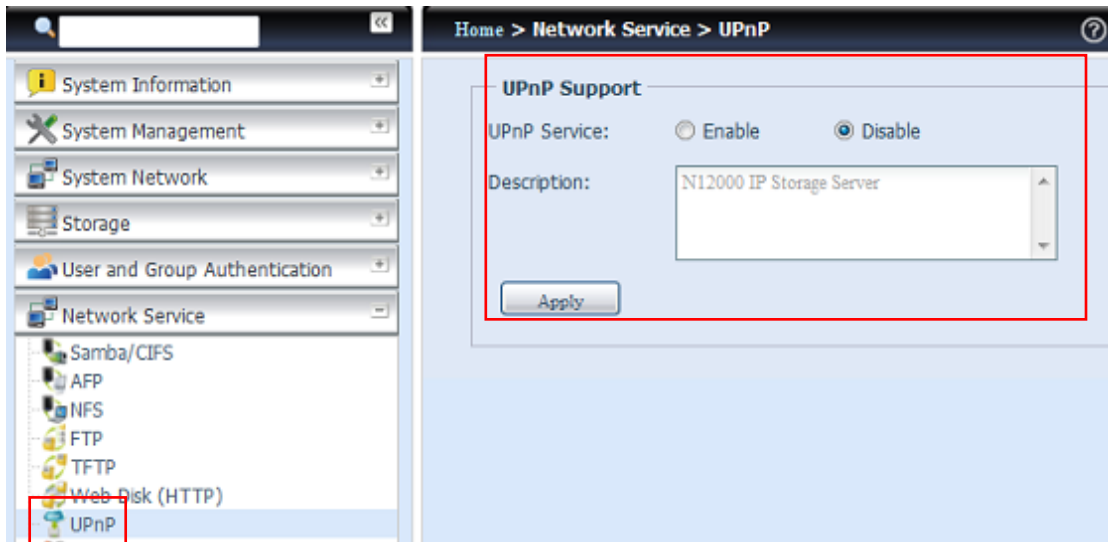 Home > Network Service > UPnP
System Information
System Management
System Network
Storage
User and Group Authentication
Network Service
Samba/CIFS
AFP
NFS
FTP
TFTP
Web Disk (HTTP)
UPnP
UPnP Support
UPnP Service: Enable Disable
Description: N12000 IP Storage Server
Apply